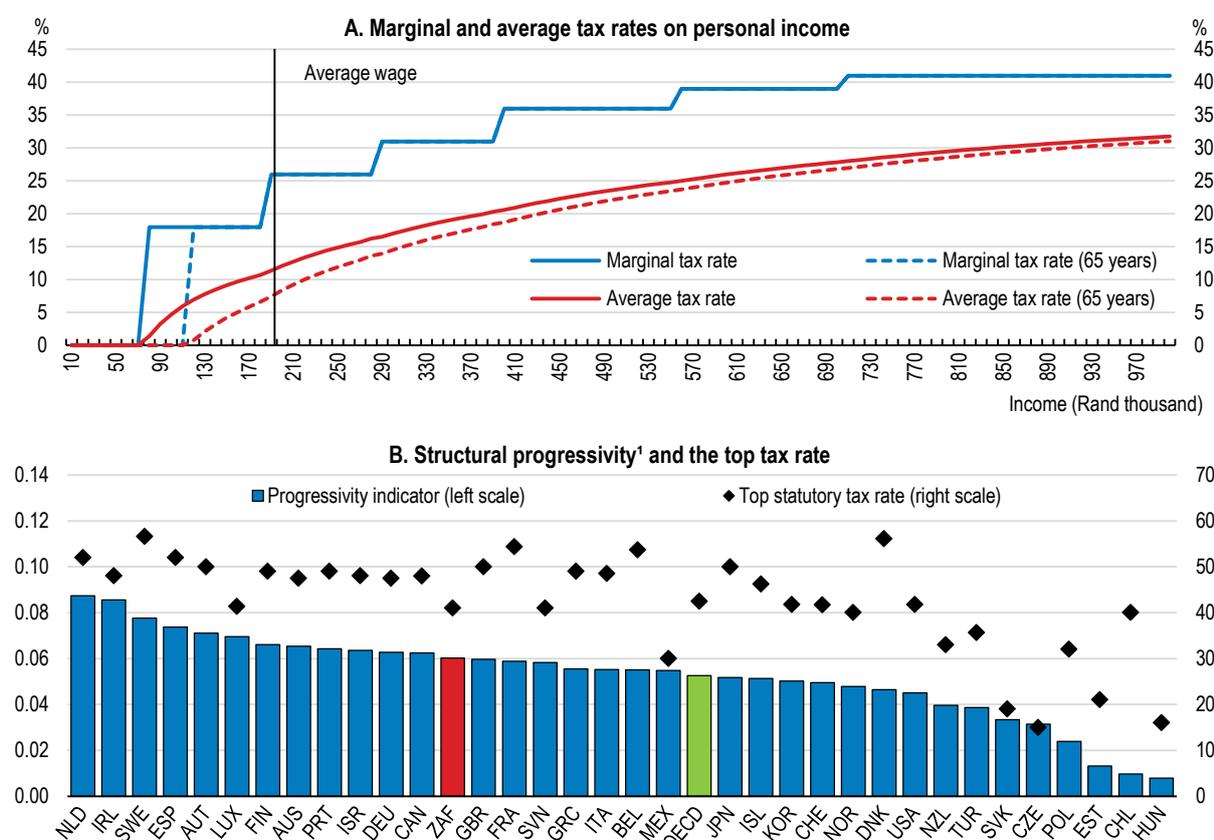 A. Marginal and average tax rates on personal income
% %
45 45
Average wage
40 40
35 35
30 30
25 25
20 20
15 Marginal tax rate Marginal tax rate (65 years) 15
10 10
Average tax rate Average tax rate (65 years)
5 5
0 0
10 50 90 130 170 210 250 290 330 370 410 450 490 530 570 610 650 690 730 770 810 850 890 930 970
Income (Rand thousand)
B. Structural progressivity¹ and the top tax rate
0.14 70
Progressivity indicator (left scale) Top statutory tax rate (right scale)
0.12 60
0.10 50
0.08 40
0.06 30
0.04 20
0.02 10
0.00 0
NLD IRL SWE ESP AUT LUX FIN AUS PRT ISR DEU CAN ZAF GBR FRA SVN GRC ITA BEL MEX OECD JPN ISL KOR CHE NOR DNK USA NZL TUR SVK CZE POL EST CHL HUN